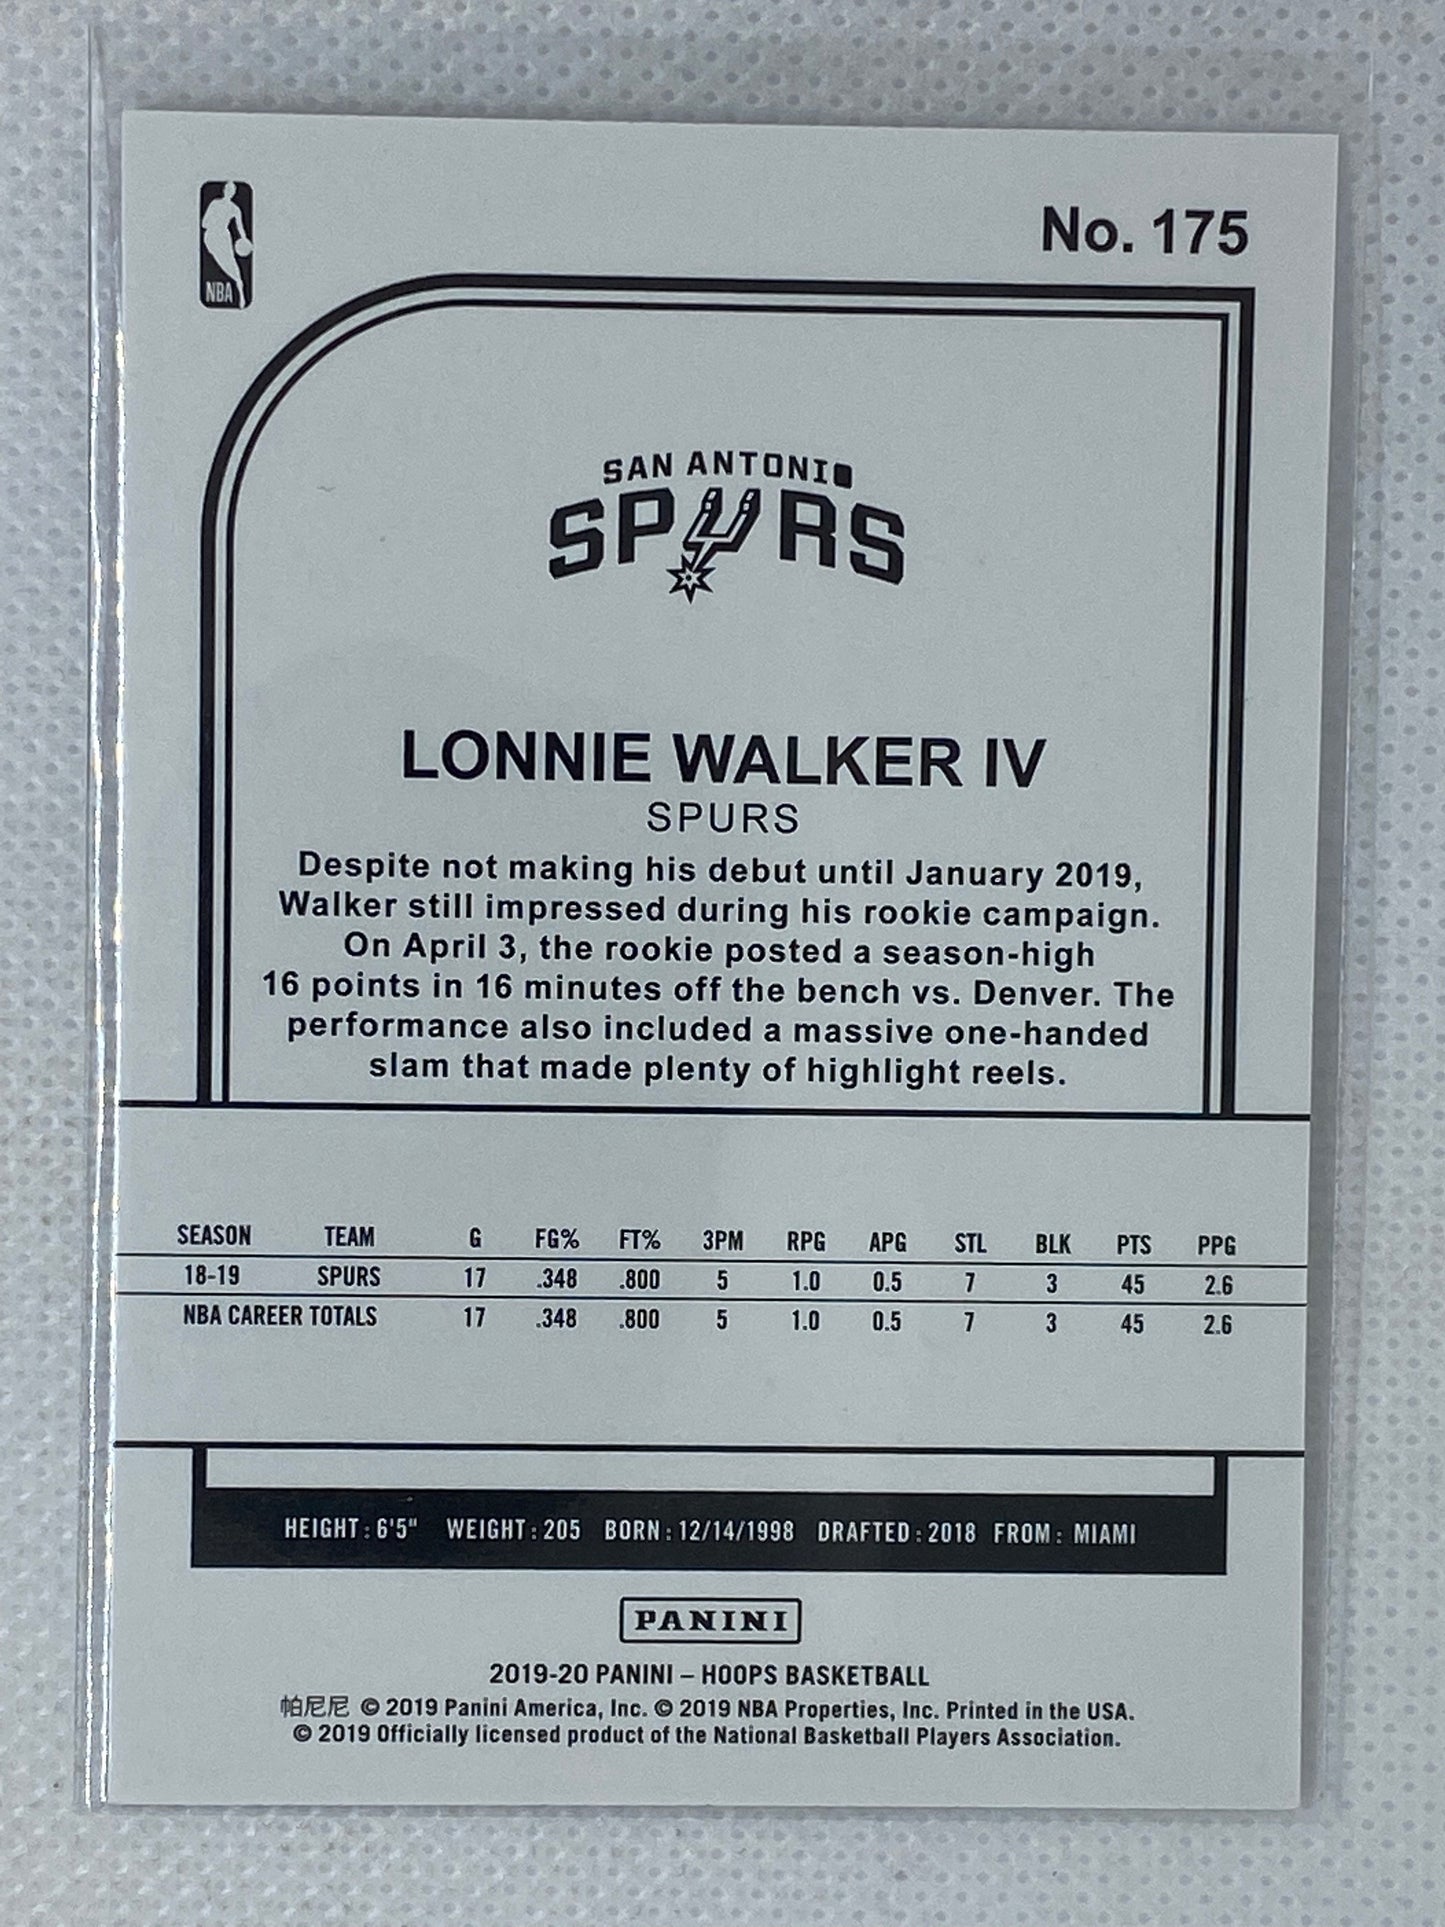 NBA
No. 175
SAN ANTONIO
SPURS
LONNIE WALKER IV
SPURS
Despite not making his debut until January 2019,
Walker still impressed during his rookie campaign.
On April 3, the rookie posted a season-high
16 points in 16 minutes off the bench vs. Denver. The
performance also included a massive one-handed
slam that made plenty of highlight reels.
SEASON TEAM G FG% FT% 3PM RPG APG STL BLK PTS PPG
18-19 SPURS 17 .348 .800 5 1.0 0.5 7 3 45 2.6
NBA CAREER TOTALS 17 .348 .800 5 1.0 0.5 7 3 45 2.6
HEIGHT: 6'5" WEIGHT: 205 BORN: 12/14/1998 DRAFTED: 2018 FROM: MIAMI
PANINI
2019-20 PANINI – HOOPS BASKETBALL
帕尼尼 © 2019 Panini America, Inc. © 2019 NBA Properties, Inc. Printed in the USA.
© 2019 Officially licensed product of the National Basketball Players Association.